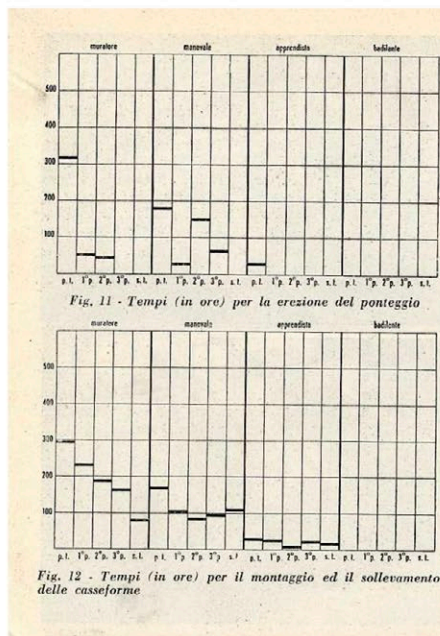 muratore manovale apprendista badilante
500
400
300
200
100
p. t. 1°p. 2°p. 3°p. s. t. p. t. 1°p. 2°p. 3°p. s. t. p. t. 1°p. 2°p. 3°p. s. t. p. t. 1°p. 2°p. 3°p. s. t.
Fig. 11 - Tempi (in ore) per la erezione del ponteggio
muratore manovale apprendista badilante
500
400
300
200
100
p. t. 1°p. 2°p. 3°p. s. t. p. t. 1°p. 2°p. 3°p s. t p. t. 1°p. 2°p. 3°p. s. t. p. t. 1°p. 2°p. 3°p. s. t.
Fig. 12 - Tempi (in ore) per il montaggio ed il sollevamento
delle casseforme